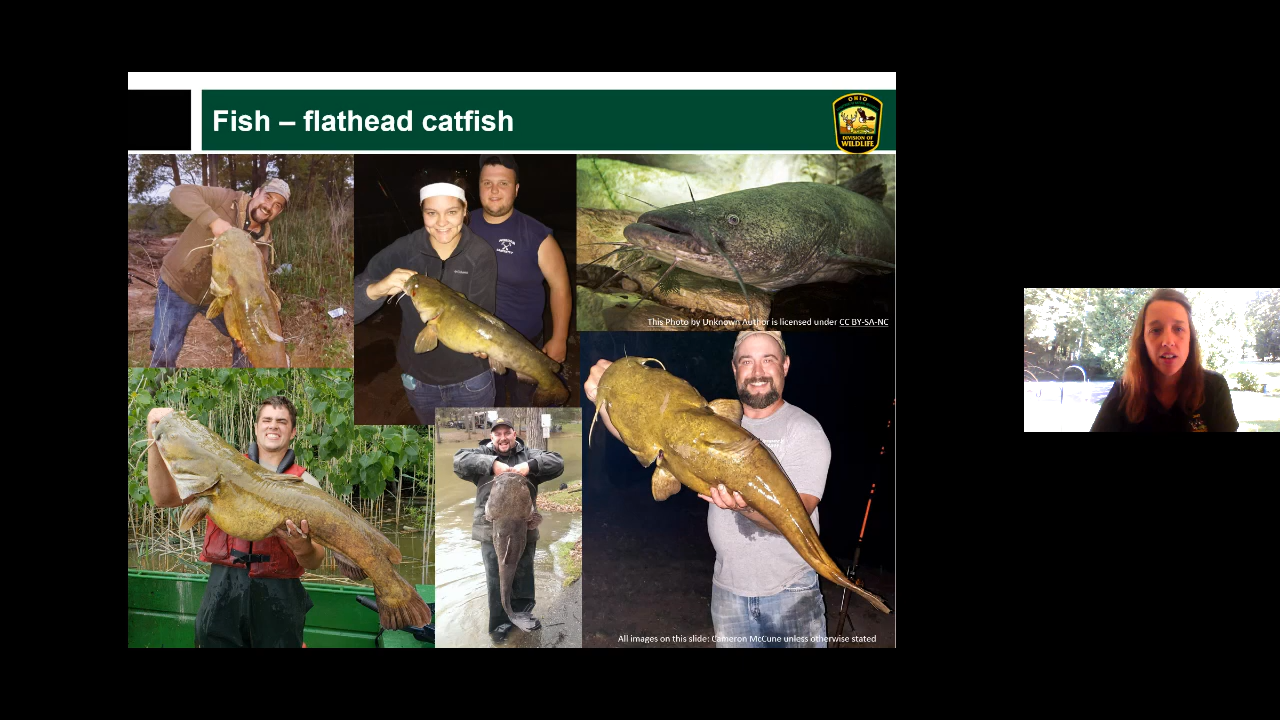 Fish – flathead catfish
OHIO
DIVISION OF
WILDLIFE
This Photo by Unknown Author is licensed under CC BY-SA-NC
All images on this slide: Cameron McCune unless otherwise stated